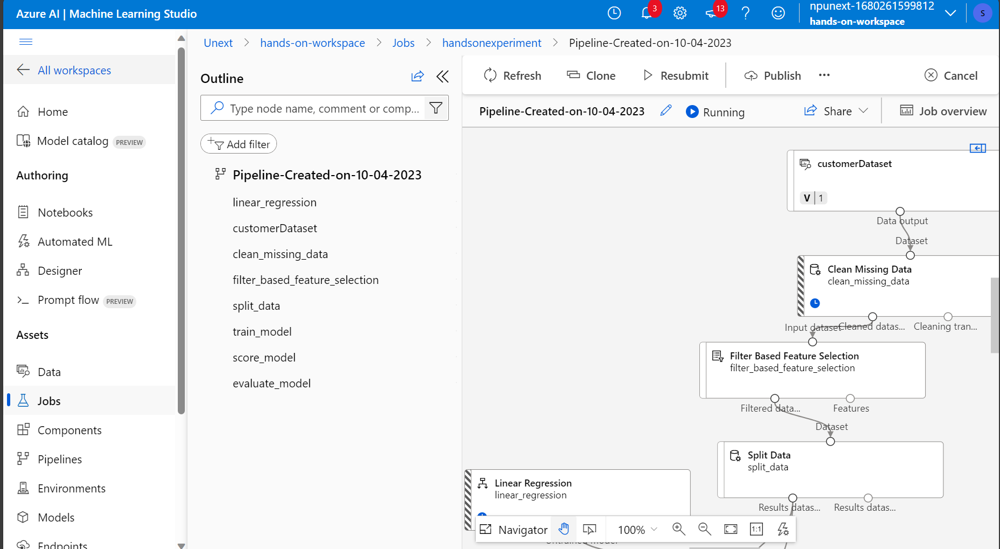 Azure AI | Machine Learning Studio
3
13
npunext-1680261599812
hands-on-workspace
S
All workspaces
Home
Model catalog PREVIEW
Authoring
Notebooks
Automated ML
Designer
Prompt flow PREVIEW
Assets
Data
Jobs
Components
Pipelines
Environments
Models
Endpoints
Unext > hands-on-workspace > Jobs > handsonexperiment > Pipeline-Created-on-10-04-2023
Outline
Type node name, comment or comp...
Add filter
Pipeline-Created-on-10-04-2023
linear_regression
customerDataset
clean_missing_data
filter_based_feature_selection
split_data
train_model
score_model
evaluate_model
Refresh
Clone
Resubmit
Publish
...
Cancel
Pipeline-Created-on-10-04-2023
Running
Share
Job overview
customerDataset
V 1
Data output
Dataset
Clean Missing Data
clean_missing_data
Input dataset
Cleaned datas...
Cleaning tran...
Filter Based Feature Selection
filter_based_feature_selection
Filtered data...
Features
Dataset
Split Data
split_data
Results datas...
Results datas...
Linear Regression
linear_regression
Untrained model
Navigator
100%
1:1